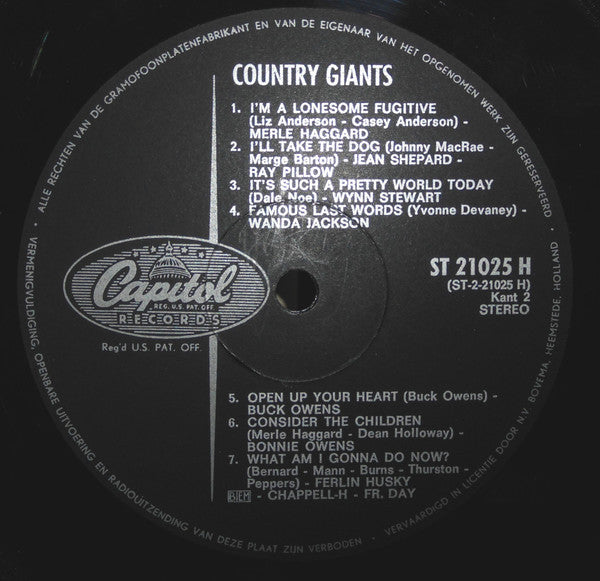 ALLE RECHTEN VAN DE GRAMOFOONPLATENFABRIKANT EN VAN DE EIGENAAR VAN HET OPGENOMEN WERK ZIJN GERESERVEERD
COUNTRY GIANTS
1. I'M A LONESOME FUGITIVE
(Liz Anderson - Casey Anderson) -
MERLE HAGGARD
2. I'LL TAKE THE DOG (Johnny MacRae -
Marge Barton) - JEAN SHEPARD -
RAY PILLOW
3. IT'S SUCH A PRETTY WORLD TODAY
(Dale Noe) - WYNN STEWART
4. FAMOUS LAST WORDS (Yvonne Devaney) -
WANDA JACKSON
Capitol
REG. U.S. PAT. OFF.
RECORDS
Reg'd U.S. PAT. OFF.
ST 21025 H
(ST-2-21025 H)
Kant 2
STEREO
5. OPEN UP YOUR HEART (Buck Owens) -
BUCK OWENS
6. CONSIDER THE CHILDREN
(Merle Haggard - Dean Holloway) -
BONNIE OWENS
7. WHAT AM I GONNA DO NOW?
(Bernard - Mann - Burns - Thurston -
Peppers) - FERLIN HUSKY
BIEM - CHAPPELL-H - FR. DAY
VERMENIGVULDIGING, OPENBARE UITVOERING EN RADIOUITZENDING VAN DEZE PLAAT ZIJN VERBODEN • VERVAARDIGD IN LICENTIE DOOR N.V. BOVEMA, HEEMSTEDE, HOLLAND